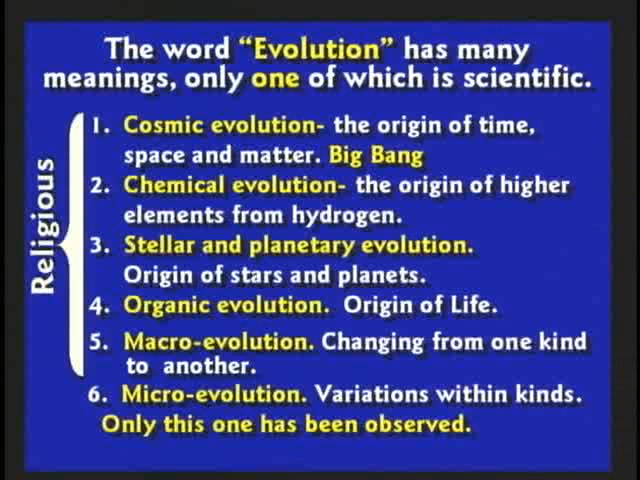 The word “Evolution” has many
meanings, only one of which is scientific.
Religious
1. Cosmic evolution- the origin of time,
space and matter. Big Bang
2. Chemical evolution- the origin of higher
elements from hydrogen.
3. Stellar and planetary evolution.
Origin of stars and planets.
4. Organic evolution. Origin of Life.
5. Macro-evolution. Changing from one kind
to another.
6. Micro-evolution. Variations within kinds.
Only this one has been observed.